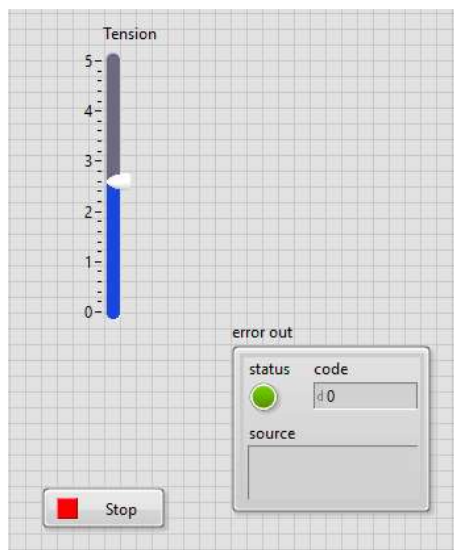 Tension
5
4
3
2
1
0
error out
status code
d 0
source
Stop